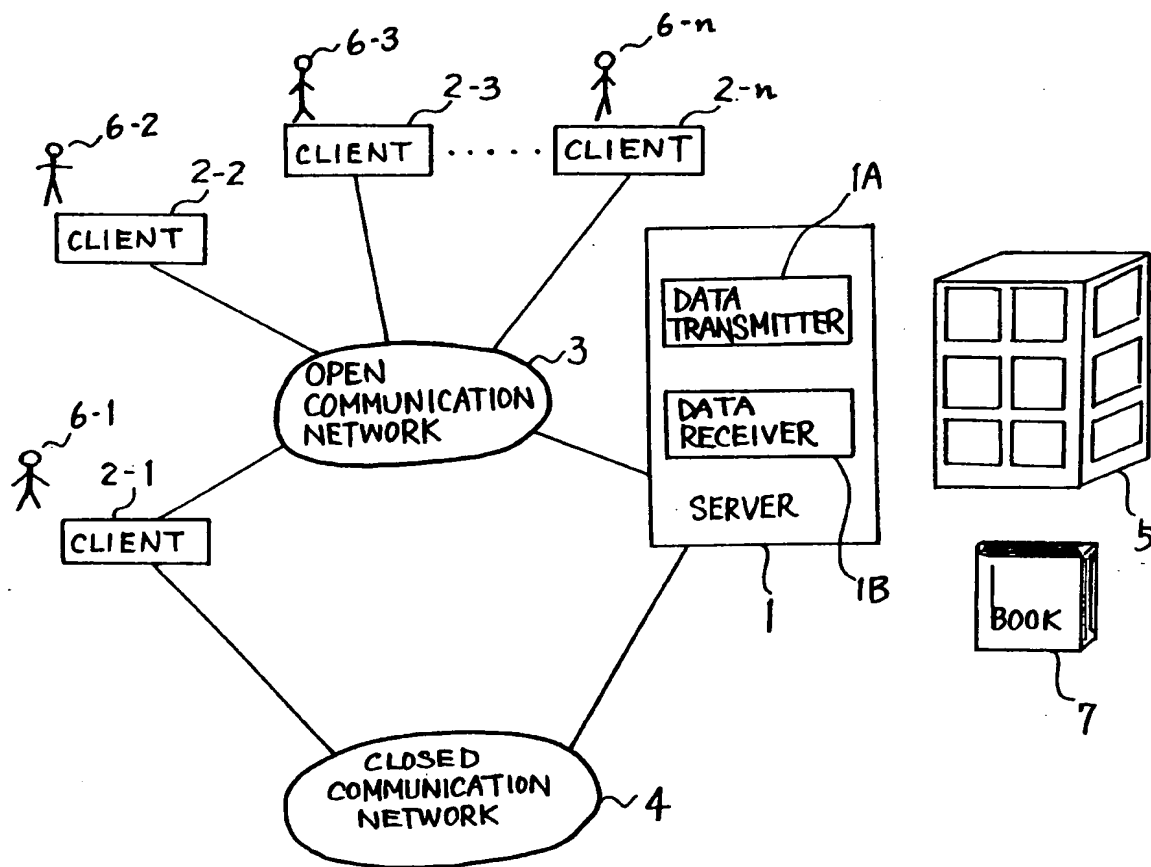 6-3
6-n
2-3
2-n
6-2
CLIENT
.....
CLIENT
2-2
1A
CLIENT
DATA
TRANSMITTER
3
OPEN
COMMUNICATION
NETWORK
DATA
RECEIVER
6-1
2-1
SERVER
CLIENT
5
1B
1
BOOK
7
CLOSED
COMMUNICATION
NETWORK
4